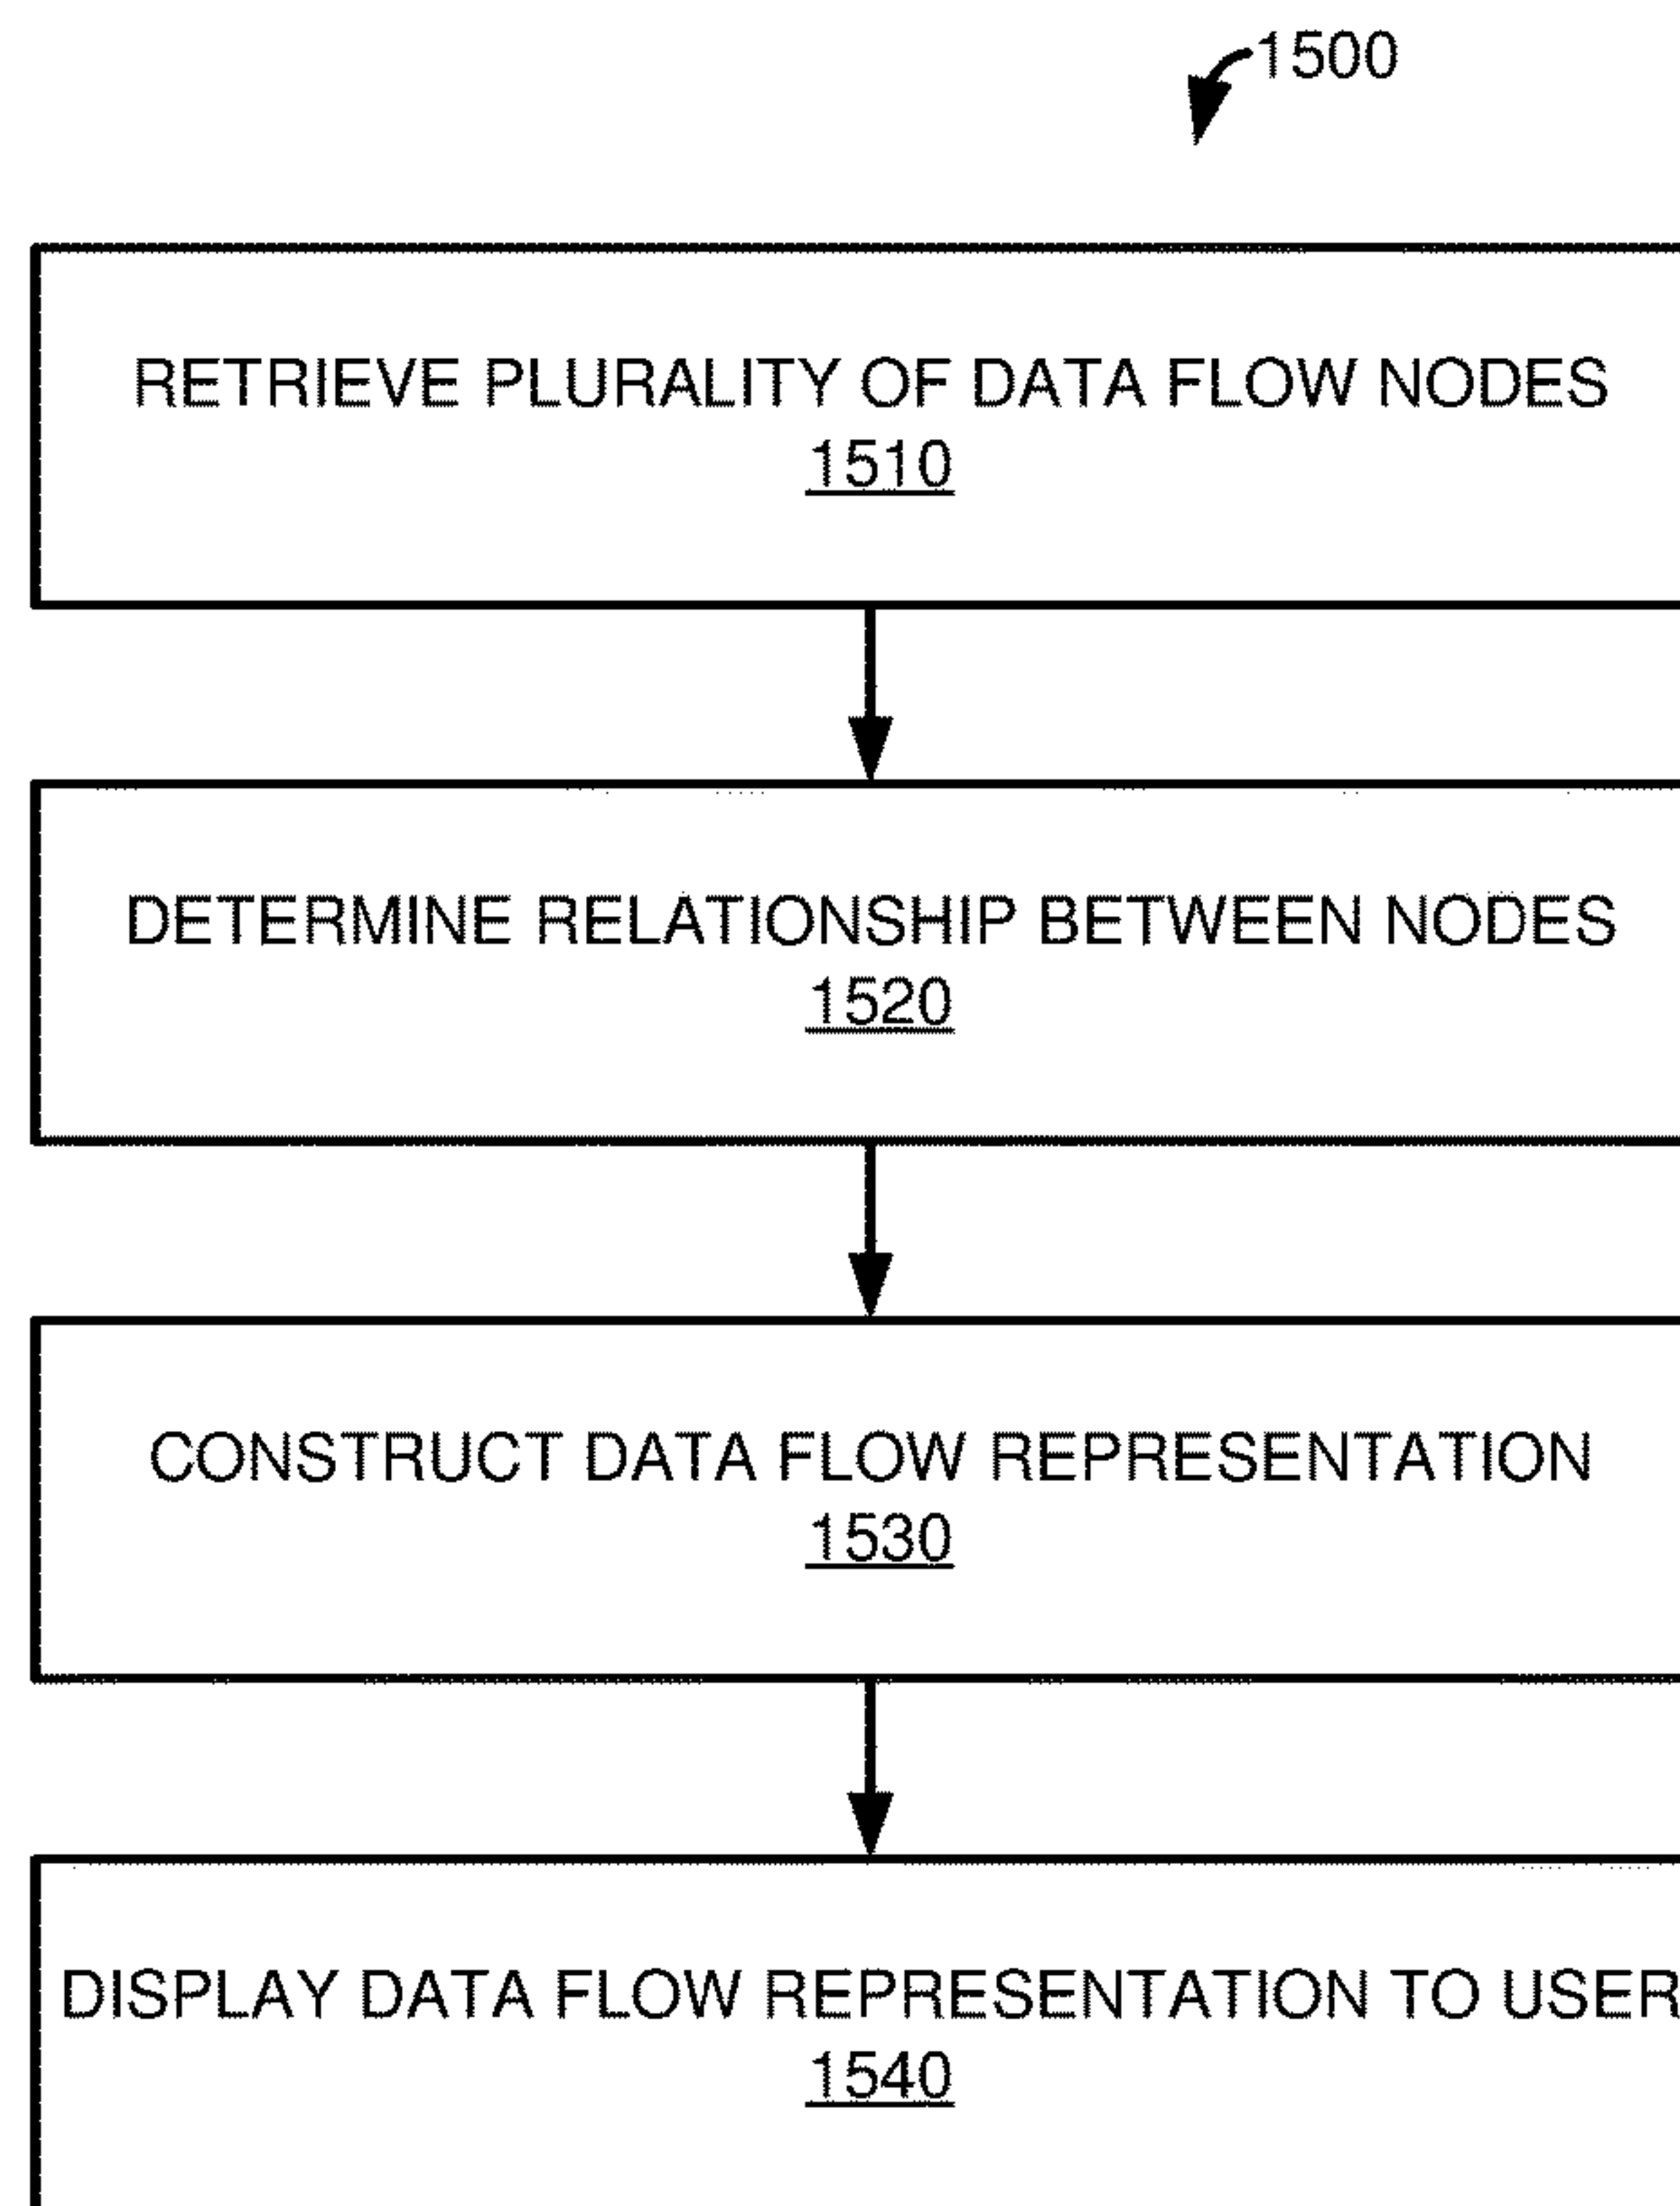 1500
RETRIEVE PLURALITY OF DATA FLOW NODES
1510
DETERMINE RELATIONSHIP BETWEEN NODES
1520
CONSTRUCT DATA FLOW REPRESENTATION
1530
DISPLAY DATA FLOW REPRESENTATION TO USER
1540